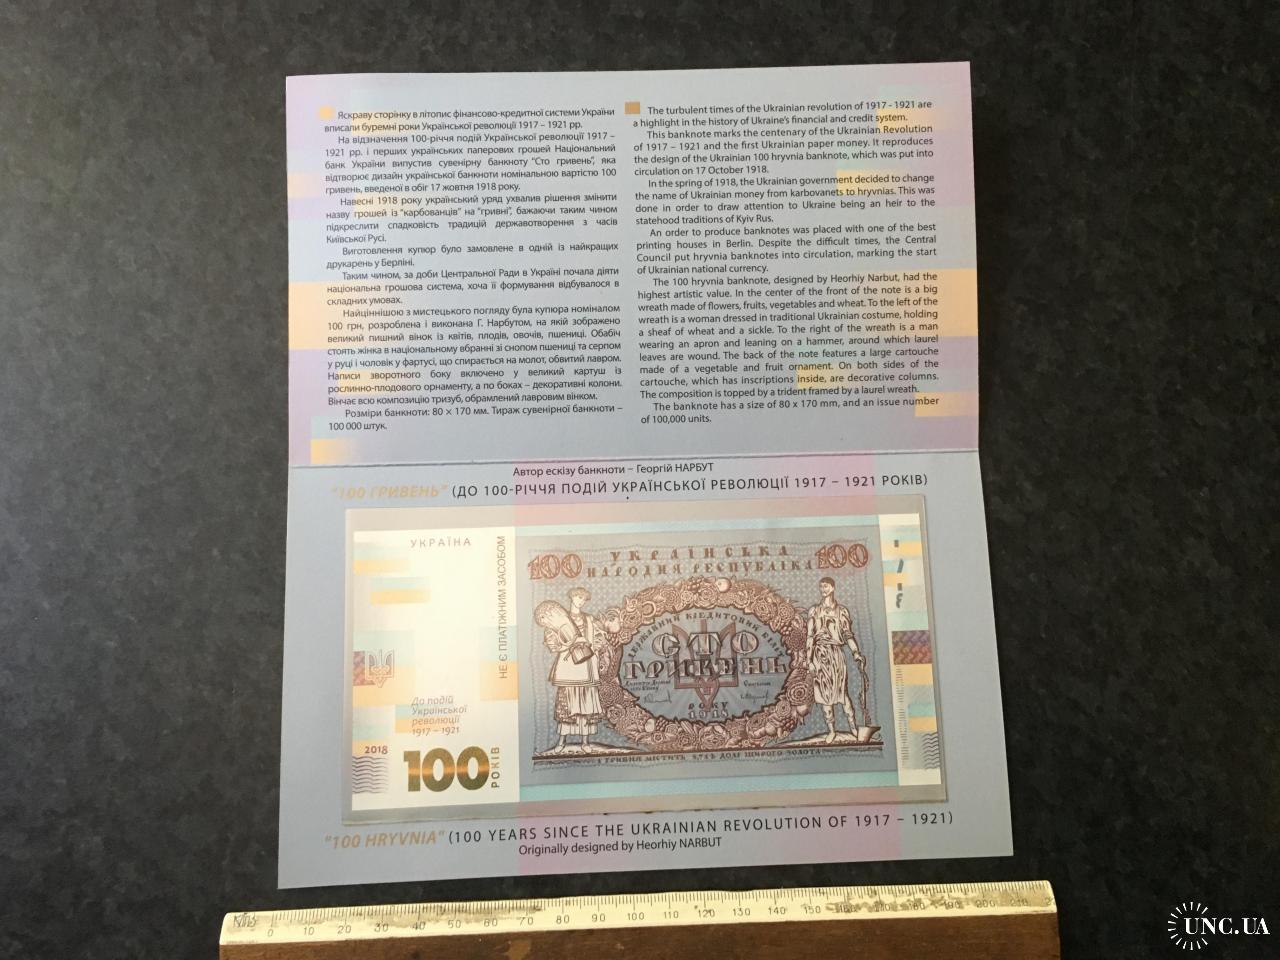 Яскраву сторінку в літопис фінансово-кредитної системи України
вписали буремні роки Української революції 1917 – 1921 рр.
На відзначення 100-річчя подій Української революції 1917 –
1921 рр. і перших українських паперових грошей Національний
банк України випустив сувенірну банкноту "Сто гривень", яка
відтворює дизайн української банкноти номінальною вартістю 100
гривень, введеної в обіг 17 жовтня 1918 року.
Навесні 1918 року український уряд ухвалив рішення змінити
назву грошей із "карбованців" на "гривні", бажаючи таким чином
підкреслити спадковість традицій державотворення з часів
Київської Русі.
Виготовлення купюр було замовлене в одній із найкращих
друкарень у Берліні.
Таким чином, за доби Центральної Ради в Україні почала діяти
національна грошова система, хоча її формування відбувалося в
складних умовах.
Найціннішою з мистецького погляду була купюра номіналом
100 грн, розроблена і виконана Г. Нарбутом, на якій зображено
великий пишний вінок із квітів, плодів, овочів, пшениці. Обабіч
стоять жінка в національному вбранні зі снопом пшениці та серпом
у руці і чоловік у фартусі, що спирається на молот, обвитий лавром.
Написи зворотного боку включено у великий картуш із
рослинно-плодового орнаменту, а по боках – декоративні колони.
Вінчає всю композицію тризуб, обрамлений лавровим вінком.
Розміри банкноти: 80 × 170 мм. Тираж сувенірної банкноти –
100 000 штук.
The turbulent times of the Ukrainian revolution of 1917 - 1921 are
a highlight in the history of Ukraine's financial and credit system.
This banknote marks the centenary of the Ukrainian Revolution
of 1917 – 1921 and the first Ukrainian paper money. It reproduces
the design of the Ukrainian 100 hryvnia banknote, which was put into
circulation on 17 October 1918.
In the spring of 1918, the Ukrainian government decided to change
the name of Ukrainian money from karbovanets to hryvnias. This was
done in order to draw attention to Ukraine being an heir to the
statehood traditions of Kyiv Rus.
An order to produce banknotes was placed with one of the best
printing houses in Berlin. Despite the difficult times, the Central
Council put hryvnia banknotes into circulation, marking the start
of Ukrainian national currency.
The 100 hryvnia banknote, designed by Heorhiy Narbut, had the
highest artistic value. In the center of the front of the note is a big
wreath made of flowers, fruits, vegetables and wheat. To the left of the
wreath is a woman dressed in traditional Ukrainian costume, holding
a sheaf of wheat and a sickle. To the right of the wreath is a man
wearing an apron and leaning on a hammer, around which laurel
leaves are wound. The back of the note features a large cartouche
made of a vegetable and fruit ornament. On both sides of the
cartouche, which has inscriptions inside, are decorative columns.
The composition is topped by a trident framed by a laurel wreath.
The banknote has a size of 80 x 170 mm, and an issue number
of 100,000 units.
Автор ескізу банкноти – Георгій НАРБУТ
"100 ГРИВЕНЬ" (ДО 100-РІЧЧЯ ПОДІЙ УКРАЇНСЬКОЇ РЕВОЛЮЦІЇ 1917 – 1921 РОКІВ)
УКРАЇНА
НЕ Є ПЛАТІЖНИМ ЗАСОБОМ
До подій
Української
революції
1917 – 1921
2018
100 РОКІВ
100 УКРАЇНСЬКА 100
НАРОДНЯ РЕСПУБЛІКА
ДЕРЖАВНИЙ КРЕДИТОВИЙ БІЛЕТ
СТО
ГРИВЕНЬ
РОКУ
1918
1 ГРИВНЯ МІСТИТЬ 8,712 ДОЛІ ЩИРОГО ЗОЛОТА
"100 HRYVNIA" (100 YEARS SINCE THE UKRAINIAN REVOLUTION OF 1917 – 1921)
Originally designed by Heorhiy NARBUT
0 10 20 30 40 50 60 70 80 90 100 110 120 130 140 150 160 170 180 190 200 210
UNC.UA